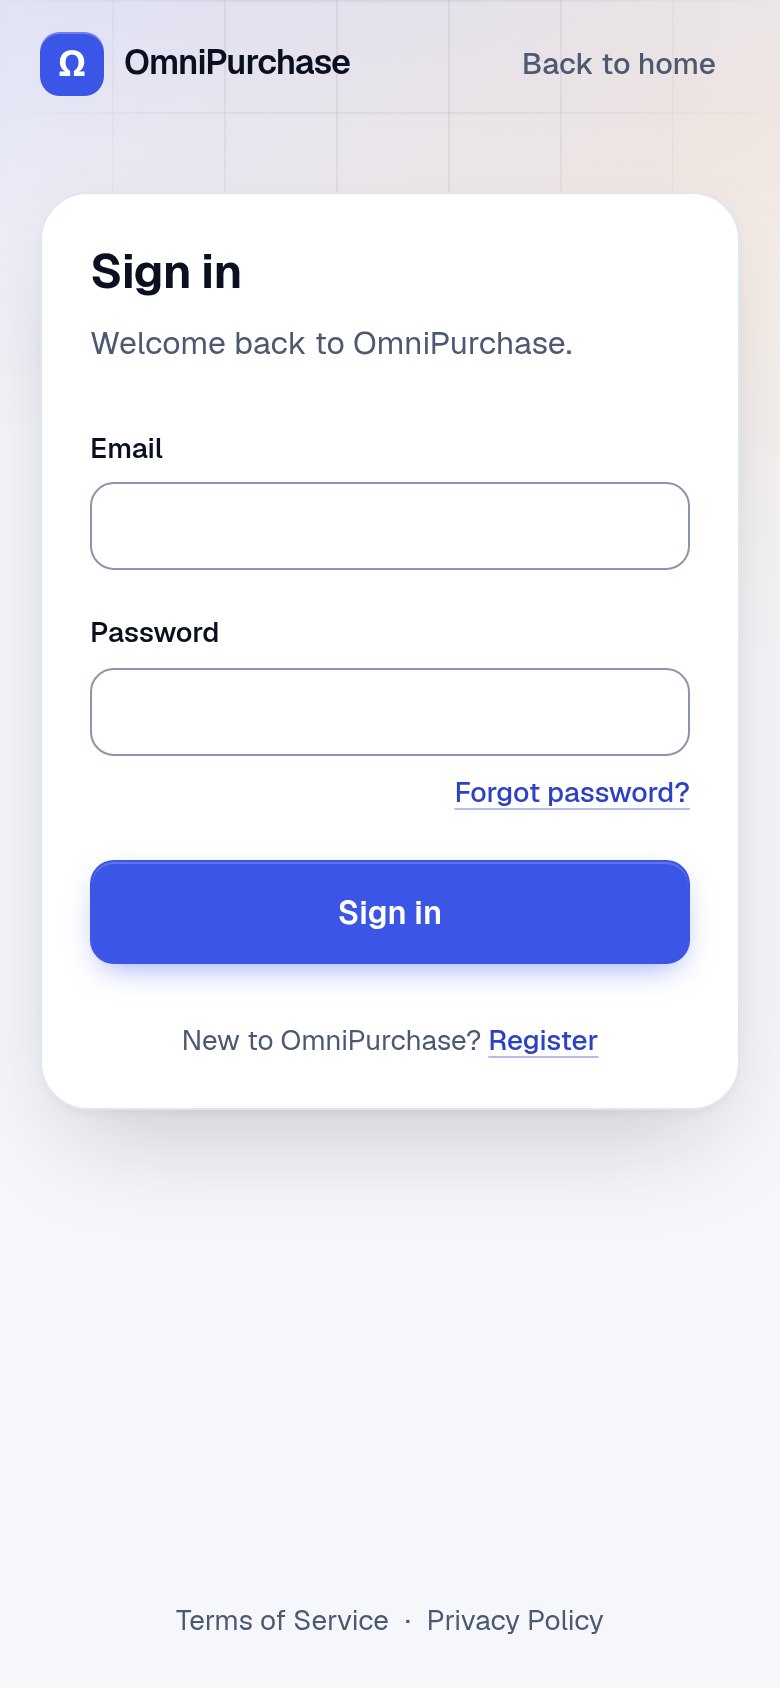 Ω OmniPurchase Back to home
Sign in
Welcome back to OmniPurchase.
Email
Password
Forgot password?
Sign in
New to OmniPurchase? Register
Terms of Service · Privacy Policy